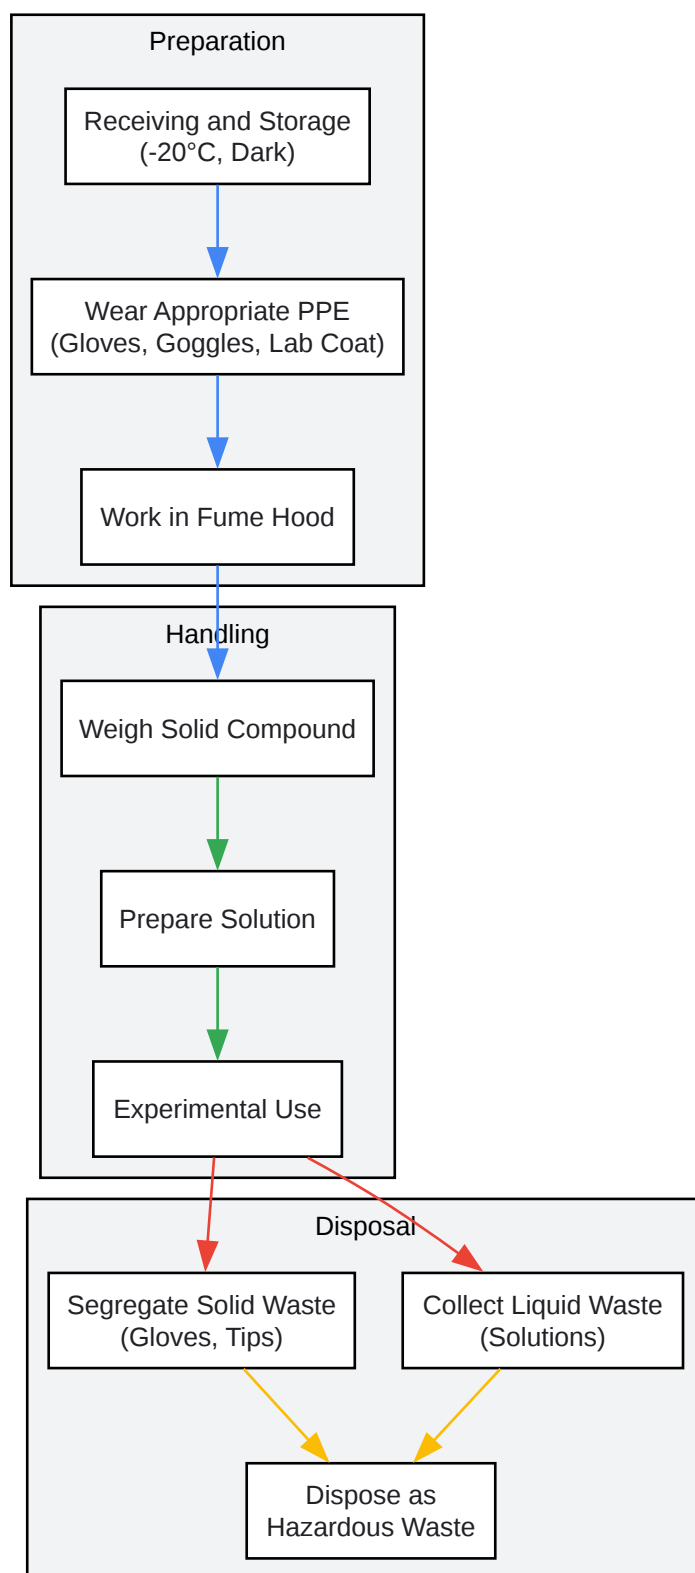 Preparation
Receiving and Storage
(-20°C, Dark)
Wear Appropriate PPE
(Gloves, Goggles, Lab Coat)
Work in Fume Hood
Handling
Weigh Solid Compound
Prepare Solution
Experimental Use
Disposal
Segregate Solid Waste
(Gloves, Tips)
Collect Liquid Waste
(Solutions)
Dispose as
Hazardous Waste